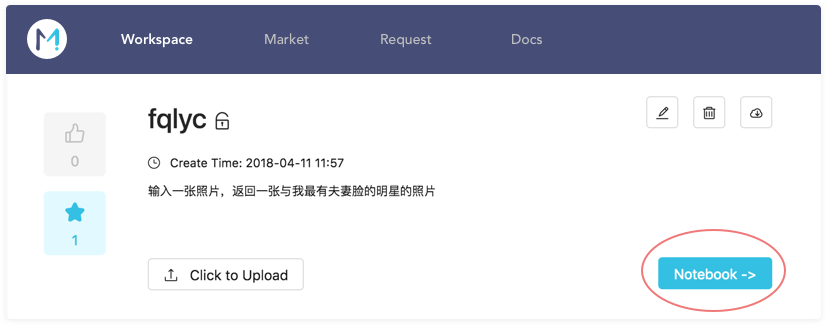 M
Workspace Market Request Docs
fqlyc
0
Create Time: 2018-04-11 11:57
输入一张照片，返回一张与我最有夫妻脸的明星的照片
1
Click to Upload
Notebook ->